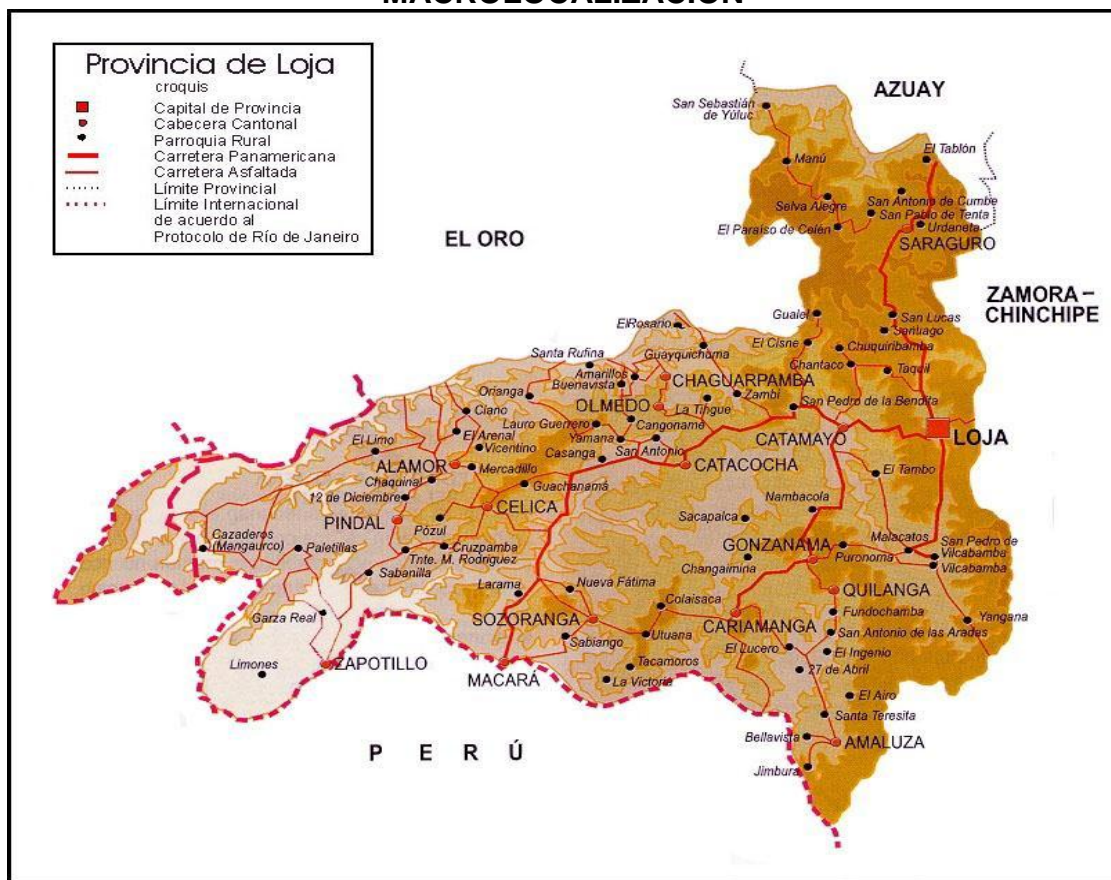 MACROLOCALIZACIÓN
Provincia de Loja
croquis
Capital de Provincia
Cabecera Cantonal
Parroquia Rural
Carretera Panamericana
Carretera Asfaltada
Límite Provincial
Límite Internacional
de acuerdo al
Protocolo de Río de Janeiro
AZUAY
EL ORO
ZAMORA –
CHINCHIPE
P E R Ú
San Sebastián
de Yúluc
El Tablón
Manú
Selva Alegre
San Antonio de Cumbe
San Pablo de Tenta
El Paraíso de Celén
Urdaneta
SARAGURO
Gualel
San Lucas
Santiago
El Rosario
El Cisne
Chuquiribamba
Guayquichuma
Santa Rufina
Chantaco
Taquil
Amarillos
Buenavista
CHAGUARPAMBA
Orianga
Zambi
San Pedro de la Bendita
OLMEDO
La Tingue
Ciano
Lauro Guerrero
Cangoname
El Arenal
Yamana
San Antonio
CATAMAYO
LOJA
El Limo
Vicentino
Casanga
ALAMOR
Mercadillo
CATACOCHA
El Tambo
Chaquinal
Guachanamá
12 de Diciembre
CELICA
Nambacola
PINDAL
Pózul
Sacapalca
Cazaderos
(Mangaurco)
Paletillas
Cruzpamba
Tnte. M. Rodríguez
GONZANAMA
Malacatos
San Pedro de
Vilcabamba
Changaimina
Purunoma
Vilcabamba
Sabanilla
Larama
Nueva Fátima
QUILANGA
Colaisaca
Garza Real
SOZORANGA
CARIAMANGA
Fundochamba
Yangana
Utuana
San Antonio de las Aradas
Sabiango
El Lucero
El Ingenio
ZAPOTILLO
Limones
MACARÁ
Tacamoros
27 de Abril
La Victoria
El Airo
Santa Teresita
Bellavista
AMALUZA
Jimbura